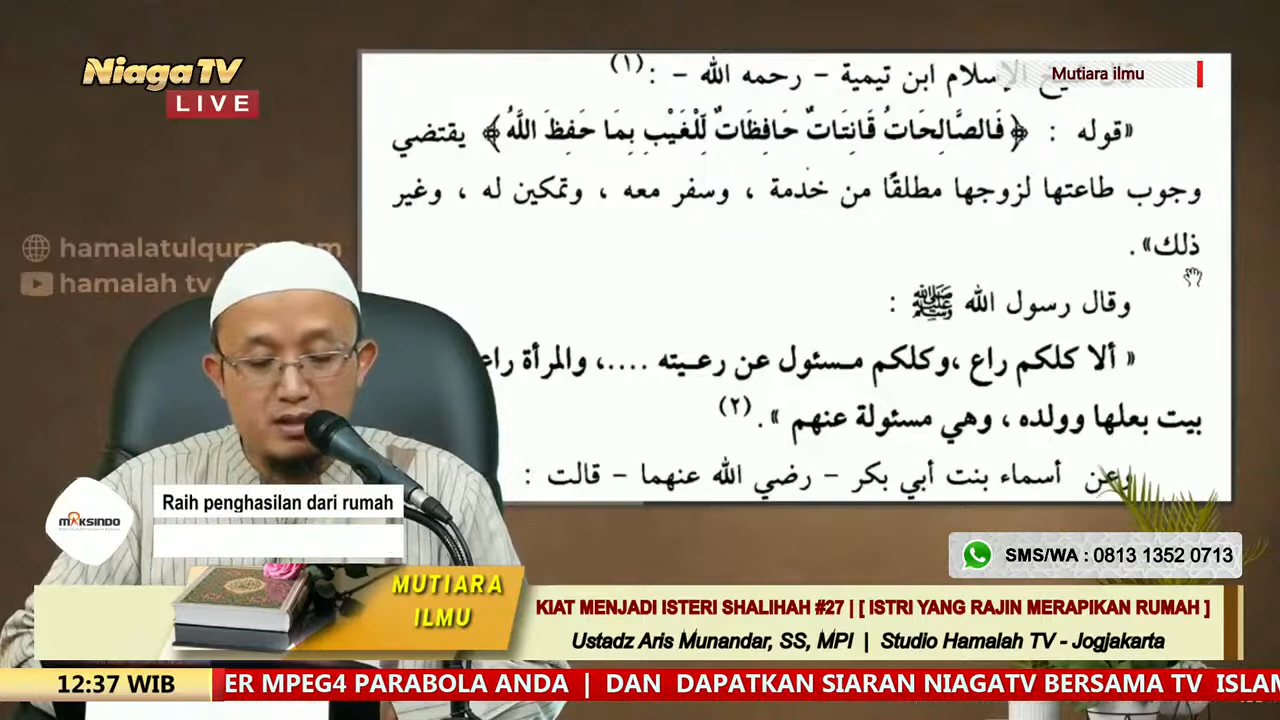 NiagaTV
LIVE
Mutiara ilmu
الإسلام ابن تيمية – رحمه الله – : (١)
«قوله : ﴿فَالصَّالِحَاتُ قَانِتَاتٌ حَافِظَاتٌ لِّلْغَيْبِ بِمَا حَفِظَ اللَّهُ﴾ يقتضي
وجوب طاعتها لزوجها مطلقًا من خدمة ، وسفر معه ، وتمكين له ، وغير
ذلك» .
وقال رسول الله ﷺ :
« ألا كلكم راع ،وكلكم مسئول عن رعيته ....، والمرأة
بيت بعلها وولده ، وهي مسئولة عنهم » . (٢)
وعن أسماء بنت أبي بكر – رضي الله عنهما – قالت :
hamalah tv
Raih penghasilan dari rumah
MAKSINDO
MUTIARA
ILMU
SMS/WA : 0813 1352 0713
KIAT MENJADI ISTERI SHALIHAH #27 | [ ISTRI YANG RAJIN MERAPIKAN RUMAH ]
Ustadz Aris Munandar, SS, MPI | Studio Hamalah TV - Jogjakarta
12:37 WIB
ER MPEG4 PARABOLA ANDA | DAN DAPATKAN SIARAN NIAGATV BERSAMA TV ISLAM